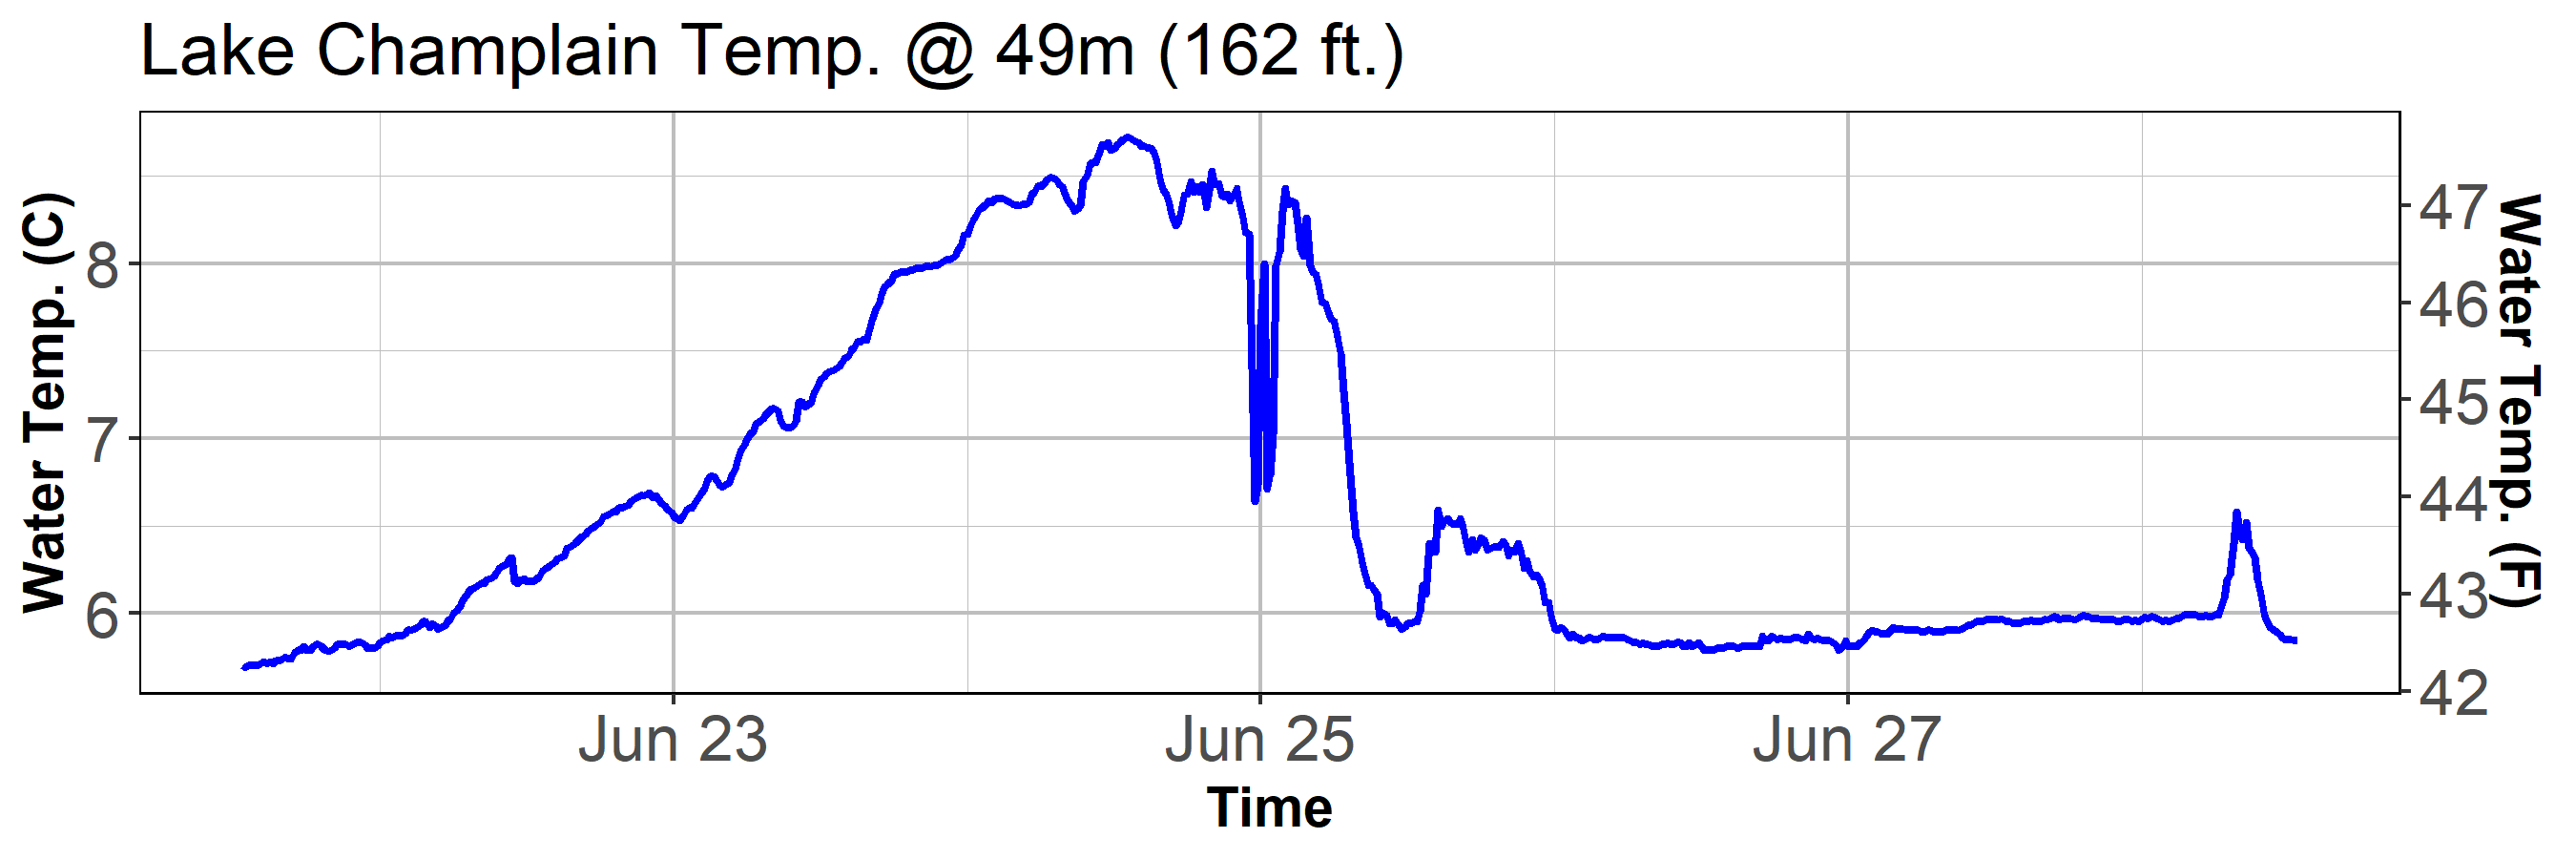 Lake Champlain Temp. @ 49m (162 ft.)
Water Temp. (C)
8
7
6
47
46
45
44
43
42
Water Temp. (F)
Jun 23 Jun 25 Jun 27
Time